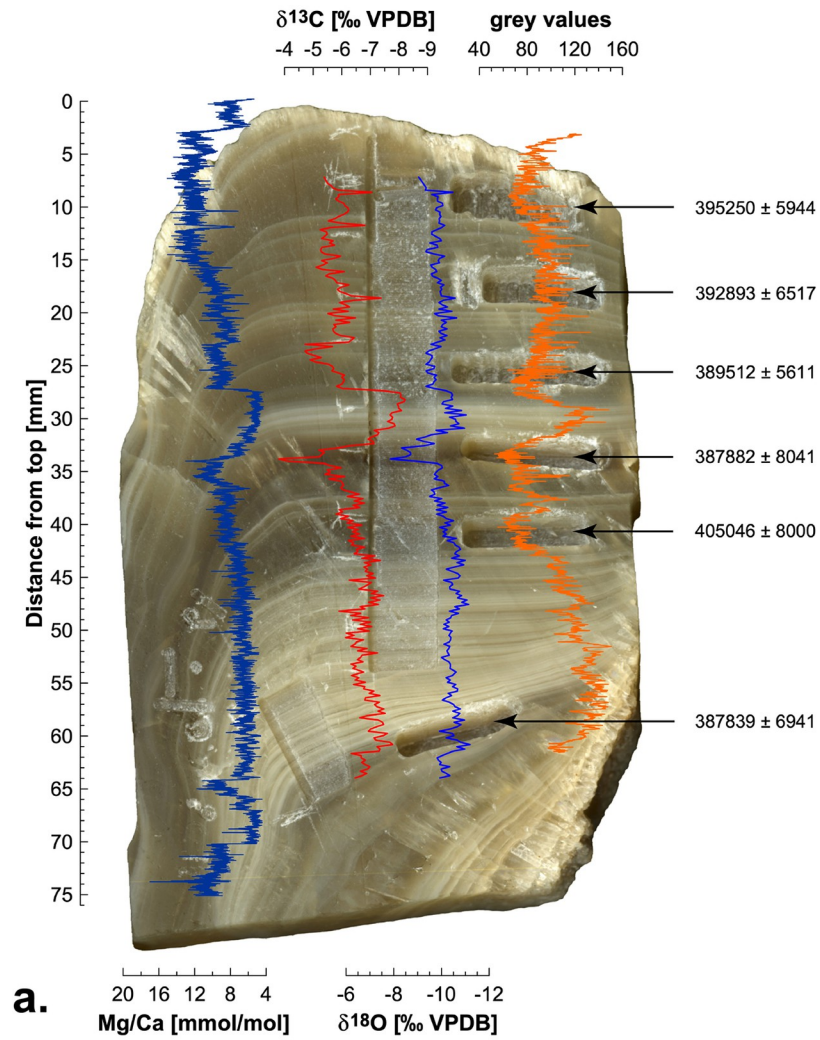 δ13C [‰ VPDB]
grey values
-4 -5 -6 -7 -8 -9
40 80 120 160
Distance from top [mm]
0
5
10
15
20
25
30
35
40
45
50
55
60
65
70
75
395250 ± 5944
392893 ± 6517
389512 ± 5611
387882 ± 8041
405046 ± 8000
387839 ± 6941
a.
20 16 12 8 4
Mg/Ca [mmol/mol]
-6 -8 -10 -12
δ18O [‰ VPDB]